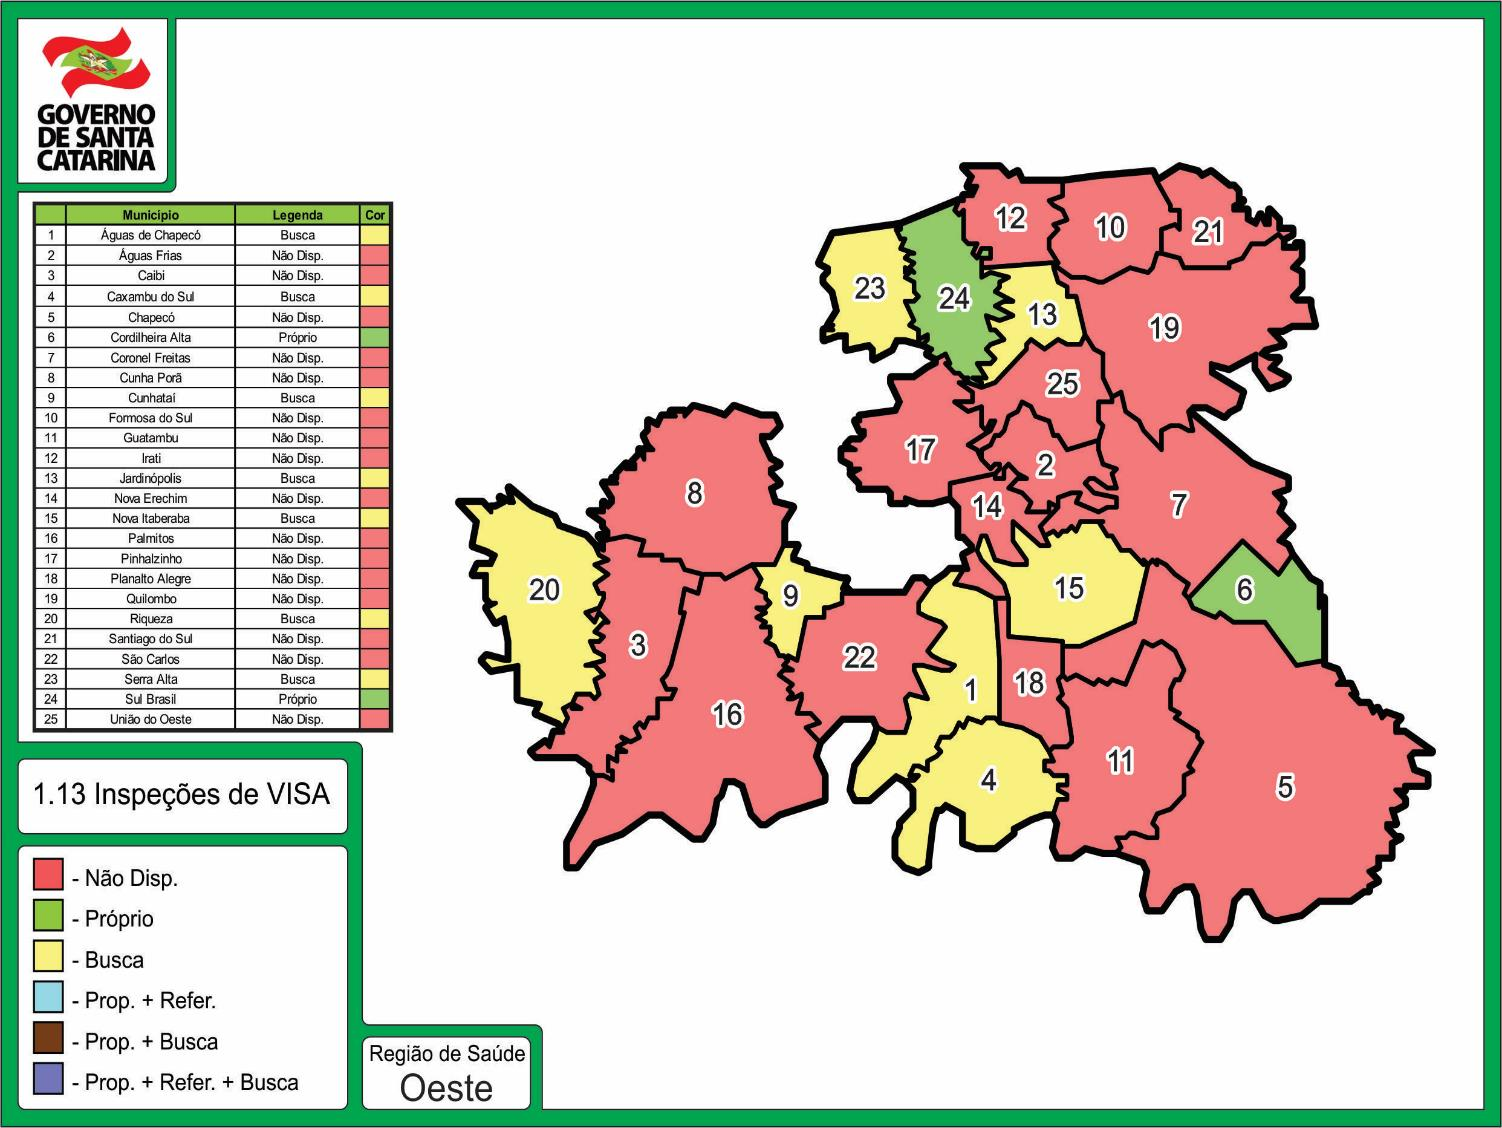 GOVERNO
DE SANTA
CATARINA
Município Legenda Cor
1 Águas de Chapecó Busca
2 Águas Frias Não Disp.
3 Caibi Não Disp.
4 Caxambu do Sul Busca
5 Chapecó Não Disp.
6 Cordilheira Alta Próprio
7 Coronel Freitas Não Disp.
8 Cunha Porã Não Disp.
9 Cunhataí Busca
10 Formosa do Sul Não Disp.
11 Guatambu Não Disp.
12 Irati Não Disp.
13 Jardinópolis Busca
14 Nova Erechim Não Disp.
15 Nova Itaberaba Busca
16 Palmitos Não Disp.
17 Pinhalzinho Não Disp.
18 Planalto Alegre Não Disp.
19 Quilombo Não Disp.
20 Riqueza Busca
21 Santiago do Sul Não Disp.
22 São Carlos Não Disp.
23 Serra Alta Busca
24 Sul Brasil Próprio
25 União do Oeste Não Disp.
1.13 Inspeções de VISA
- Não Disp.
- Próprio
- Busca
- Prop. + Refer.
- Prop. + Busca
- Prop. + Refer. + Busca
Região de Saúde
Oeste
12
10
21
23
24
13
19
25
17
2
8
14
7
20
9
15
6
3
22
1
18
16
4
11
5